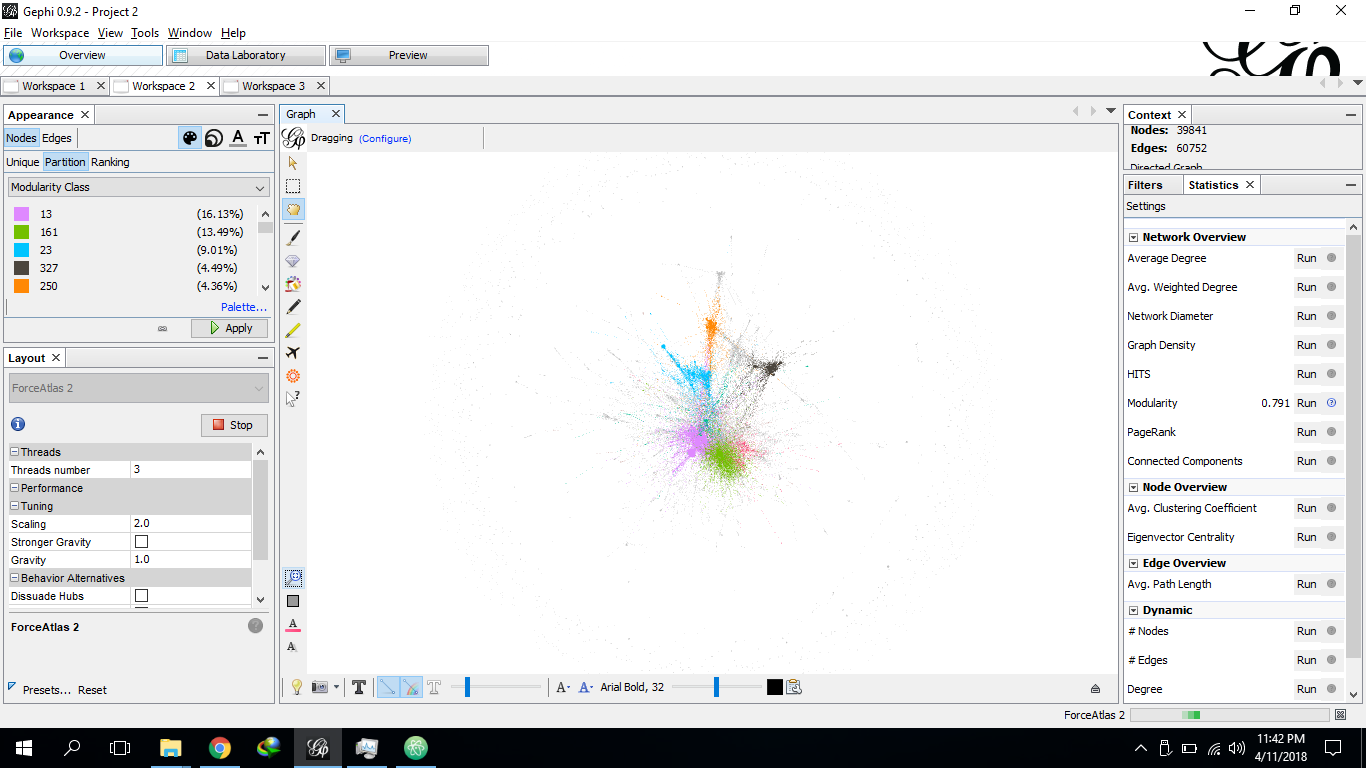 Gephi 0.9.2 - Project 2
File Workspace View Tools Window Help
Overview Data Laboratory Preview
Workspace 1 Workspace 2 Workspace 3
Appearance
Nodes Edges
Unique Partition Ranking
Modularity Class
13 (16.13%)
161 (13.49%)
23 (9.01%)
327 (4.49%)
250 (4.36%)
Palette...
Apply
Layout
ForceAtlas 2
Stop
Threads
Threads number 3
Performance
Tuning
Scaling 2.0
Stronger Gravity
Gravity 1.0
Behavior Alternatives
Dissuade Hubs
ForceAtlas 2
Presets... Reset
Graph
Dragging (Configure)
Arial Bold, 32
Context
Nodes: 39841
Edges: 60752
Directed Graph
Filters Statistics
Settings
Network Overview
Average Degree Run
Avg. Weighted Degree Run
Network Diameter Run
Graph Density Run
HITS Run
Modularity 0.791 Run
PageRank Run
Connected Components Run
Node Overview
Avg. Clustering Coefficient Run
Eigenvector Centrality Run
Edge Overview
Avg. Path Length Run
Dynamic
# Nodes Run
# Edges Run
Degree Run
ForceAtlas 2
11:42 PM
4/11/2018